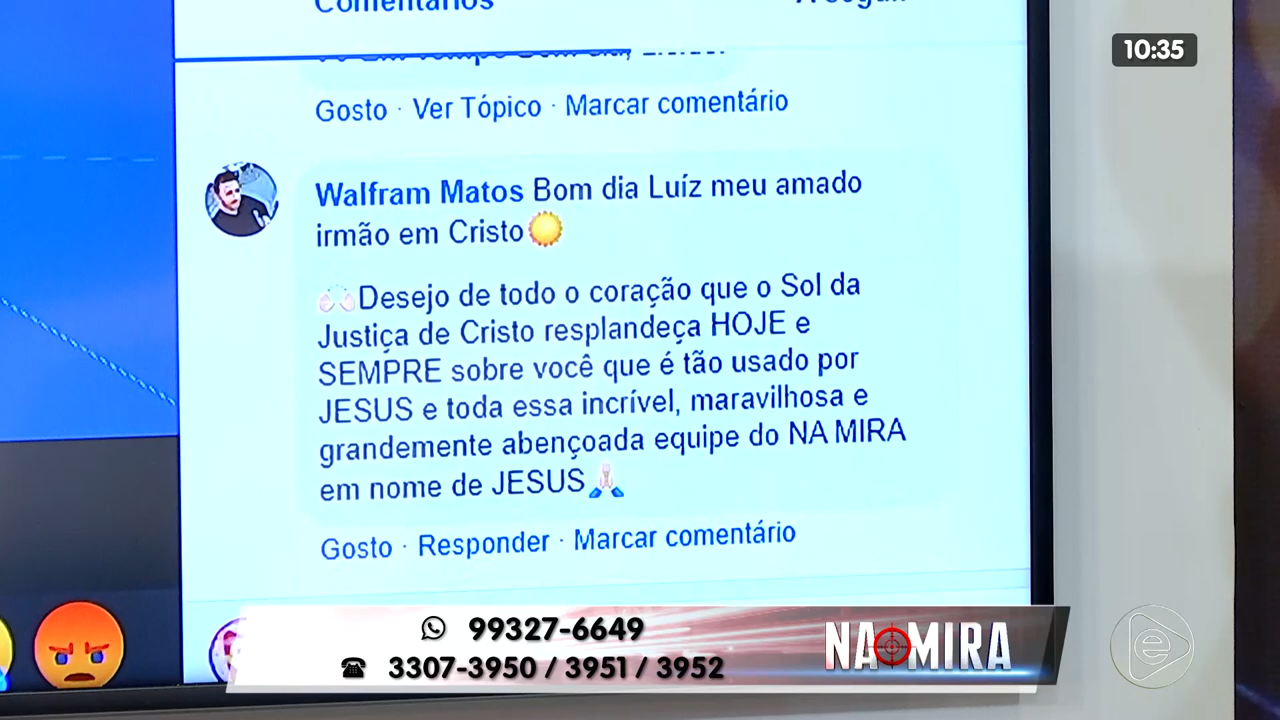 Comentários
10:35
Gosto · Ver Tópico · Marcar comentário
Walfram Matos Bom dia Luíz meu amado
irmão em Cristo
Desejo de todo o coração que o Sol da
Justiça de Cristo resplandeça HOJE e
SEMPRE sobre você que é tão usado por
JESUS e toda essa incrível, maravilhosa e
grandemente abençoada equipe do NA MIRA
em nome de JESUS
Gosto · Responder · Marcar comentário
99327-6649
3307-3950 / 3951 / 3952
NA MIRA
e